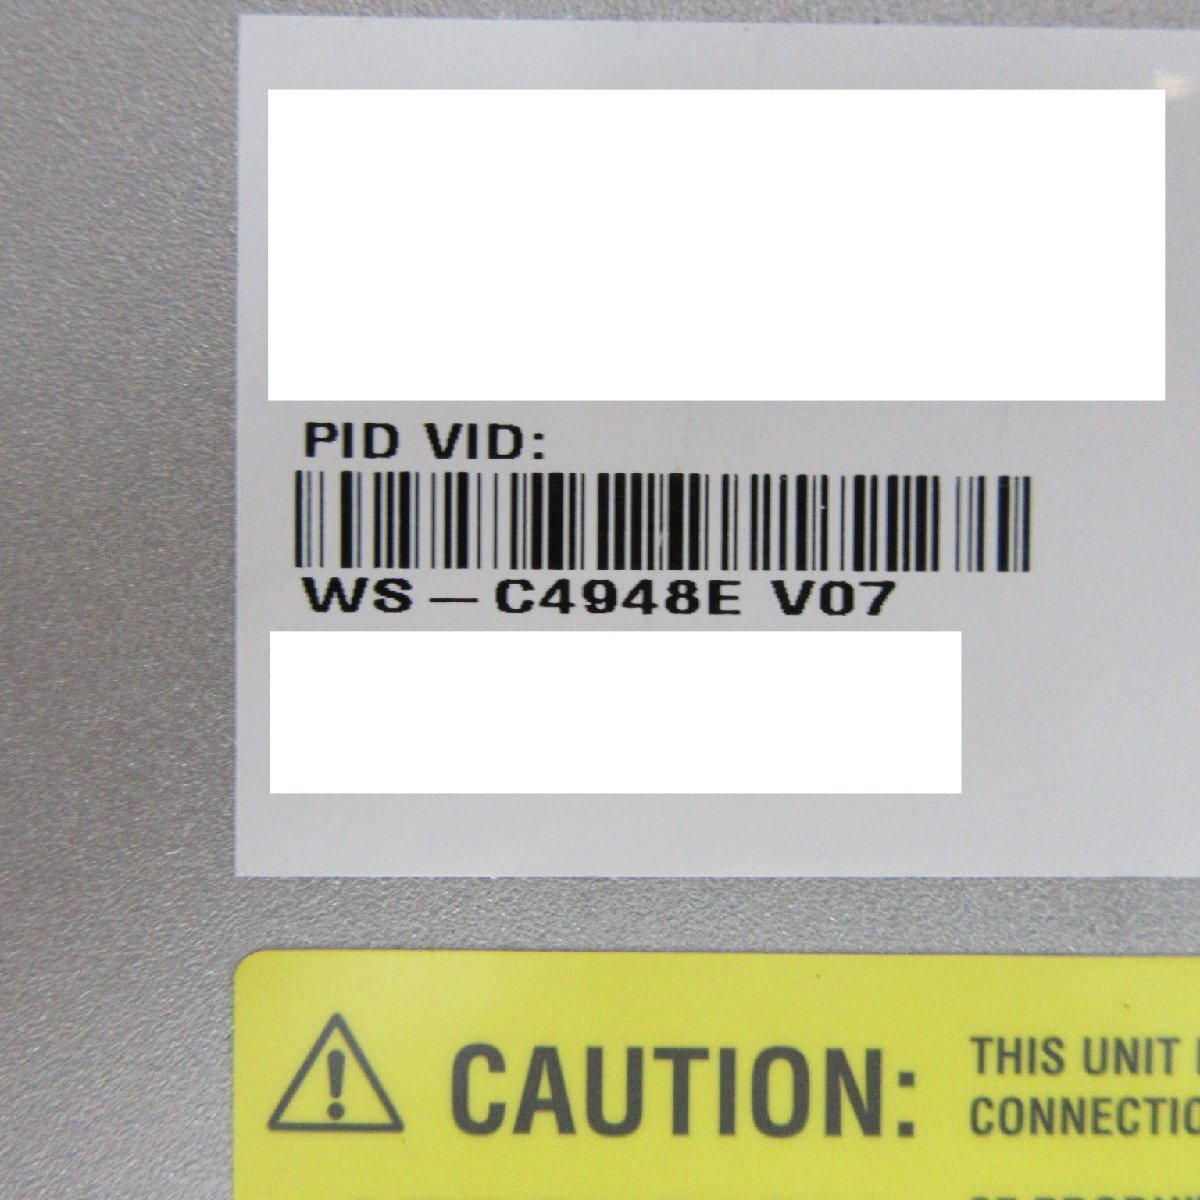 PID VID:
WS-C4948E V07
CAUTION:
THIS UNIT
CONNECTIO